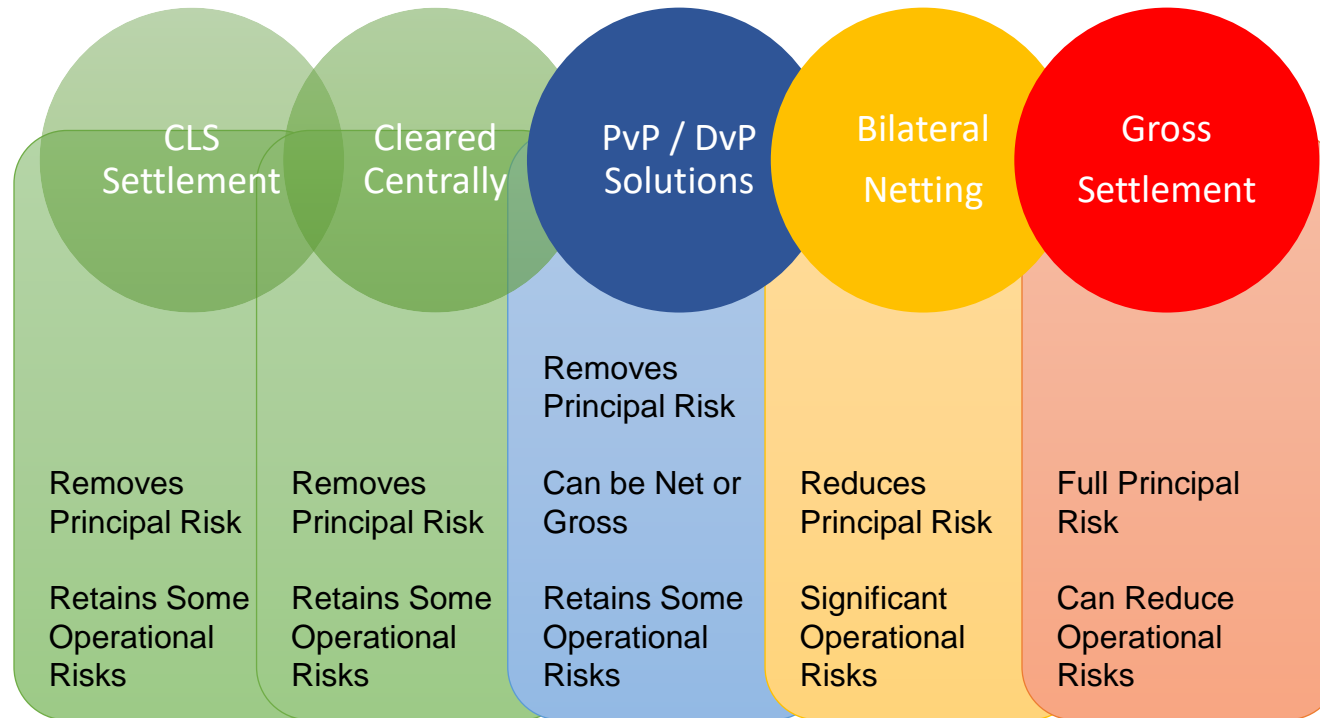 CLS
Settlement
Cleared
Centrally
PvP / DvP
Solutions
Bilateral
Netting
Gross
Settlement
Removes
Principal Risk
Retains Some
Operational
Risks
Removes
Principal Risk
Retains Some
Operational
Risks
Removes
Principal Risk
Can be Net or
Gross
Retains Some
Operational
Risks
Reduces
Principal Risk
Significant
Operational
Risks
Full Principal
Risk
Can Reduce
Operational
Risks